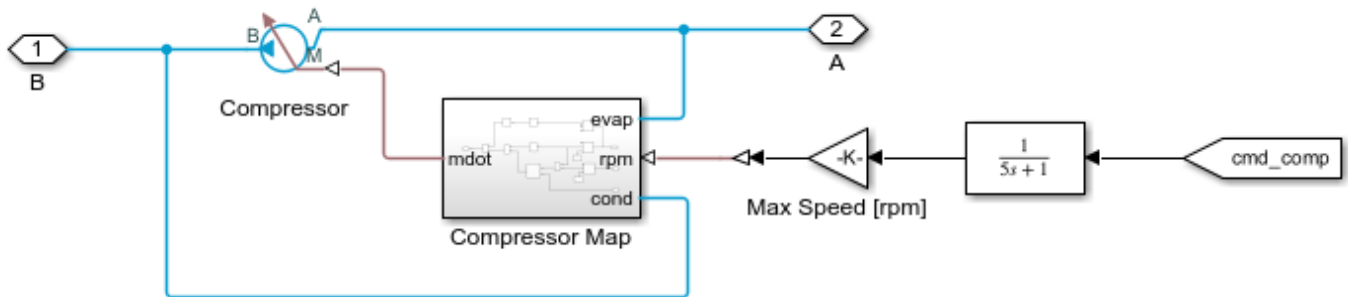 1
B
B
A
M
Compressor
2
A
evap
mdot
rpm
cond
Compressor Map
-K-
Max Speed [rpm]
1
5s + 1
cmd_comp